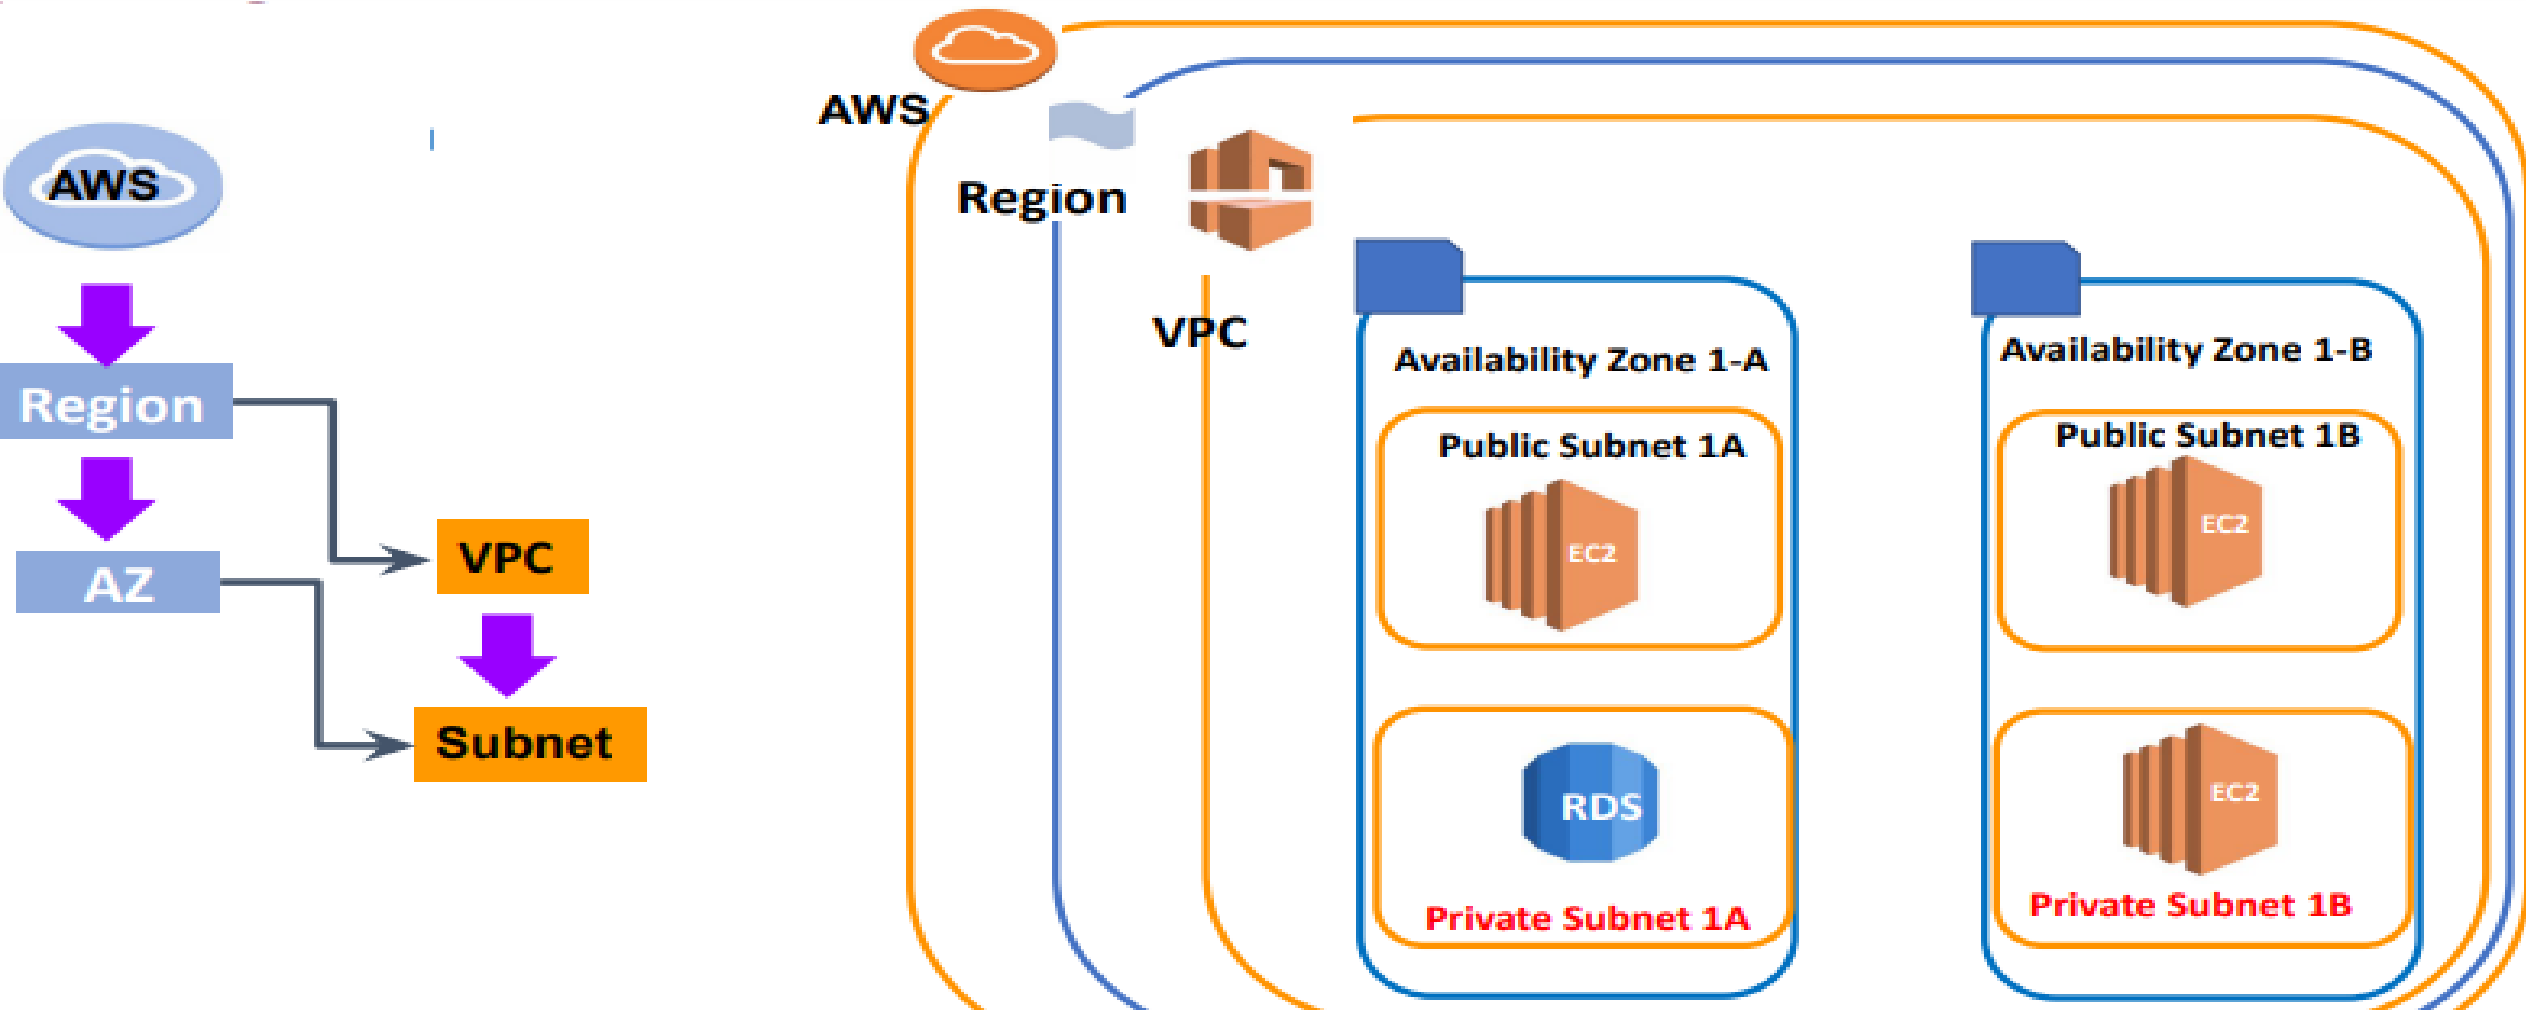 AWS
Region
AZ
VPC
Subnet
AWS
Region
VPC
Availability Zone 1-A
Public Subnet 1A
EC2
RDS
Private Subnet 1A
Availability Zone 1-B
Public Subnet 1B
EC2
EC2
Private Subnet 1B